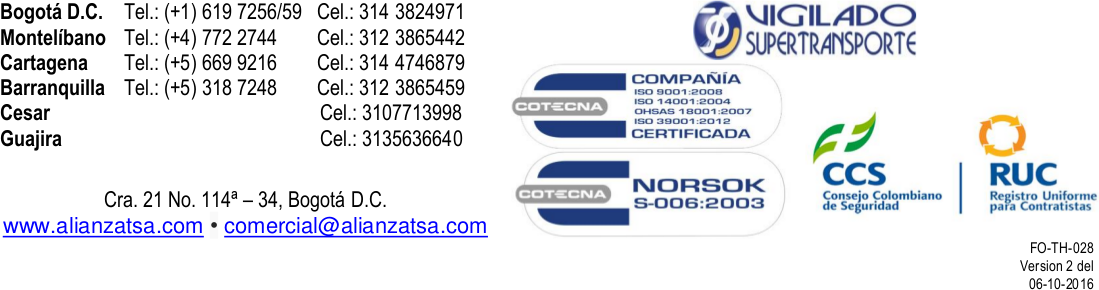 Bogotá D.C. Tel.: (+1) 619 7256/59 Cel.: 314 3824971
Montelíbano Tel.: (+4) 772 2744 Cel.: 312 3865442
Cartagena Tel.: (+5) 669 9216 Cel.: 314 4746879
Barranquilla Tel.: (+5) 318 7248 Cel.: 312 3865459
Cesar Cel.: 3107713998
Guajira Cel.: 3135636640
Cra. 21 No. 114ª – 34, Bogotá D.C.
www.alianzatsa.com • comercial@alianzatsa.com
VIGILADO
SUPERTRANSPORTE
COTECNA
COMPAÑÍA
ISO 9001:2008
ISO 14001:2004
OHSAS 18001:2007
ISO 39001:2012
CERTIFICADA
COTECNA
NORSOK
S-006:2003
CCS
Consejo Colombiano
de Seguridad
RUC
Registro Uniforme
para Contratistas
FO-TH-028
Version 2 del
06-10-2016